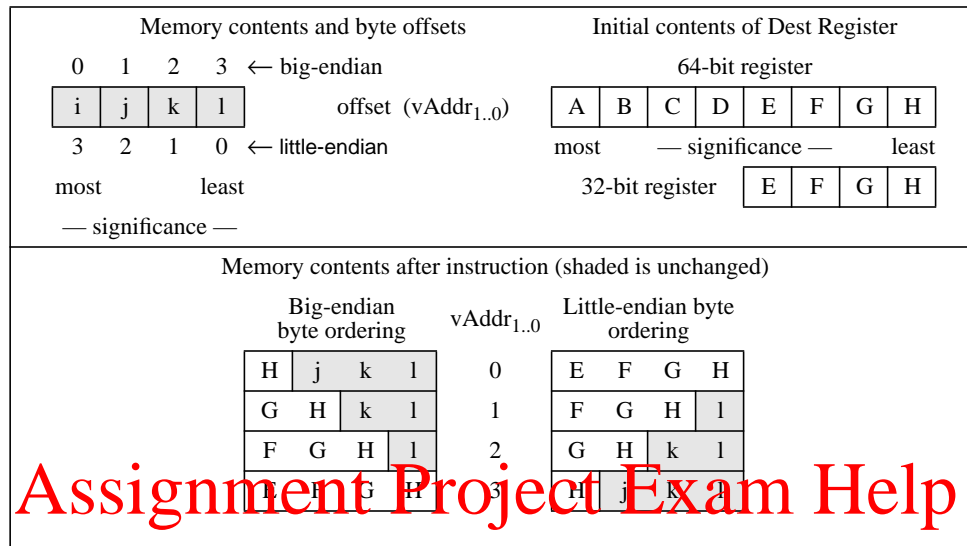 Memory contents and byte offsets
0 1 2 3 ← big-endian
i j k l offset (vAddr1..0)
3 2 1 0 ← little-endian
most least
— significance —
Initial contents of Dest Register
64-bit register
A B C D E F G H
most — significance — least
32-bit register E F G H
Memory contents after instruction (shaded is unchanged)
Big-endian byte ordering vAddr1..0 Little-endian byte ordering
H j k l 0 E F G H
G H k l 1 F G H l
F G H l 2 G H k l
E F G H 3 H j k l
Assignment Project Exam Help